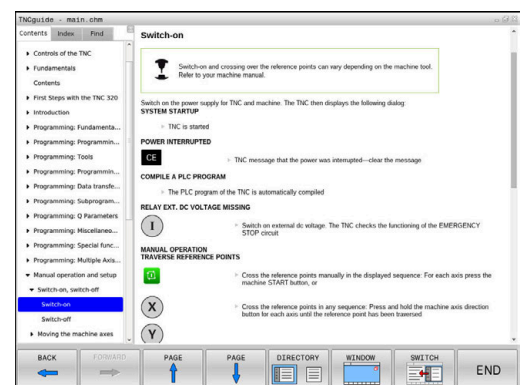 TNCguide - main.chm
Contents Index Find
Controls of the TNC
Fundamentals
Contents
First Steps with the TNC 320
Introduction
Programming: Fundamenta...
Programming: Programmin...
Programming: Tools
Programming: Programmin...
Programming: Data transfe...
Programming: Subprogram...
Programming: Q Parameters
Programming: Miscellaneo...
Programming: Special func...
Programming: Multiple Axis...
Manual operation and setup
Switch-on, switch-off
Switch-on
Switch-off
Moving the machine axes
Switch-on
Switch-on and crossing over the reference points can vary depending on the machine tool.
Refer to your machine manual.
Switch on the power supply for TNC and machine. The TNC then displays the following dialog:
SYSTEM STARTUP
TNC is started
POWER INTERRUPTED
CE
TNC message that the power was interrupted—clear the message
COMPILE A PLC PROGRAM
The PLC program of the TNC is automatically compiled
RELAY EXT. DC VOLTAGE MISSING
I
Switch on external dc voltage. The TNC checks the functioning of the EMERGENCY
STOP circuit
MANUAL OPERATION
TRAVERSE REFERENCE POINTS
Cross the reference points manually in the displayed sequence: For each axis press the
machine START button, or
X
Cross the reference points in any sequence: Press and hold the machine axis direction
button for each axis until the reference point has been traversed
Y
BACK FORWARD PAGE PAGE DIRECTORY WINDOW SWITCH END